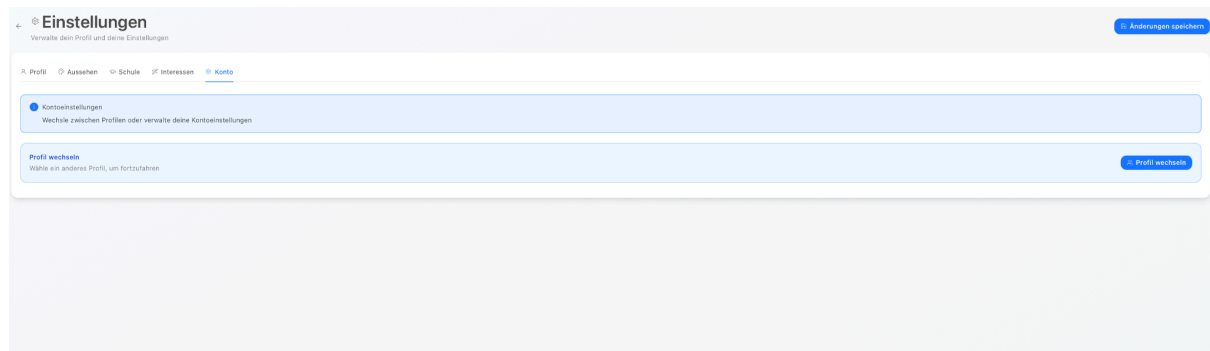 Einstellungen
Verwalte dein Profil und deine Einstellungen
Änderungen speichern
Profil Aussehen Schule Interessen Konto
Kontoeinstellungen
Wechsle zwischen Profilen oder verwalte deine Kontoeinstellungen
Profil wechseln
Wähle ein anderes Profil, um fortzufahren
Profil wechseln